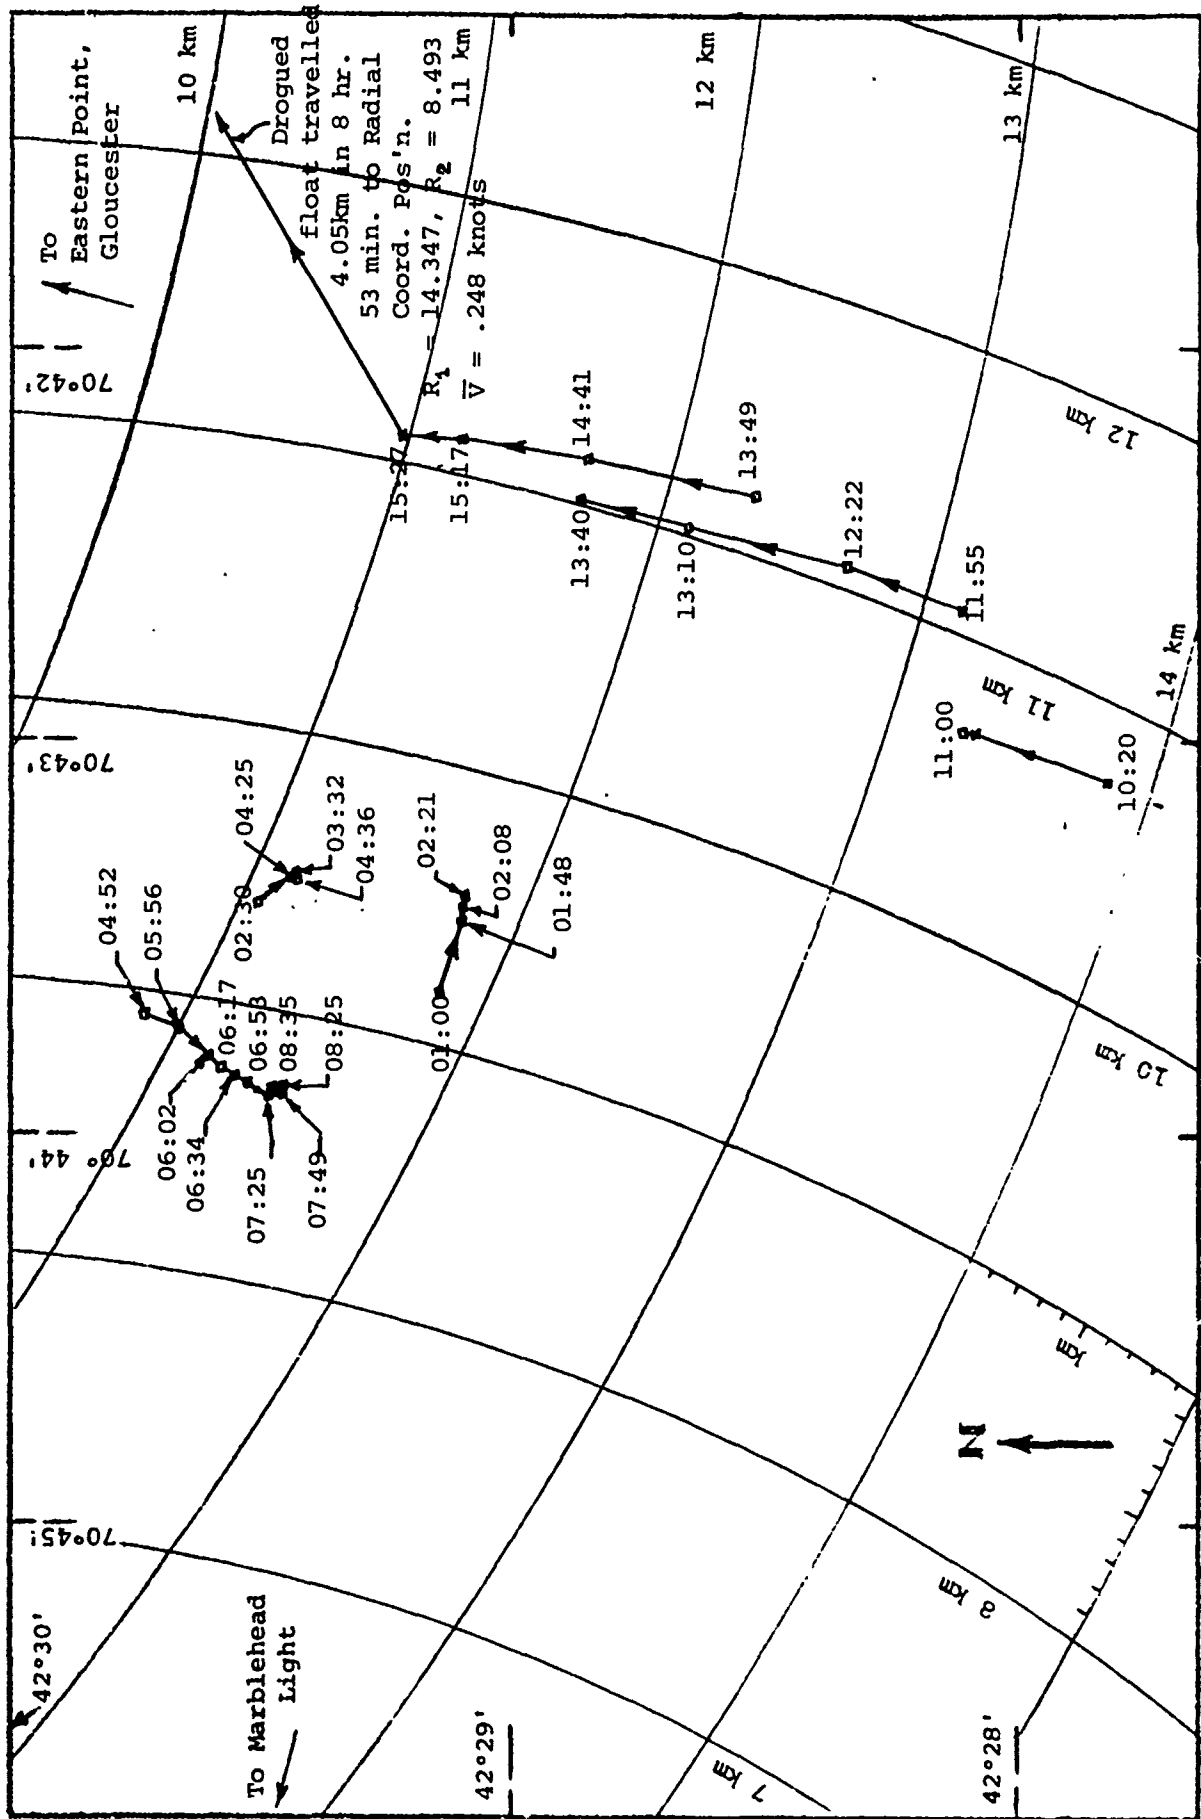 42°30'
70°45'
70° 44'
70°43'
70°42'
To
Eastern Point,
Gloucester
10 km
Drogued
float travelled
4.05km in 8 hr.
53 min. to Radial
Coord. Pos'n.
R1 = 14.347, R2 = 8.493
V̅ = .248 knots
11 km
12 km
13 km
14 km
To Marblehead
Light
42°29'
42°28'
04:52
05:56
06:02
06:17
06:34
06:53
07:25
08:35
07:49
08:25
02:30
04:25
03:32
04:36
01:00
02:21
02:08
01:48
15:27
15:17
14:41
13:40
13:49
13:10
12:22
11:55
11:00
10:20
7 km
8 km
km
10 km
11 km
12 km
N